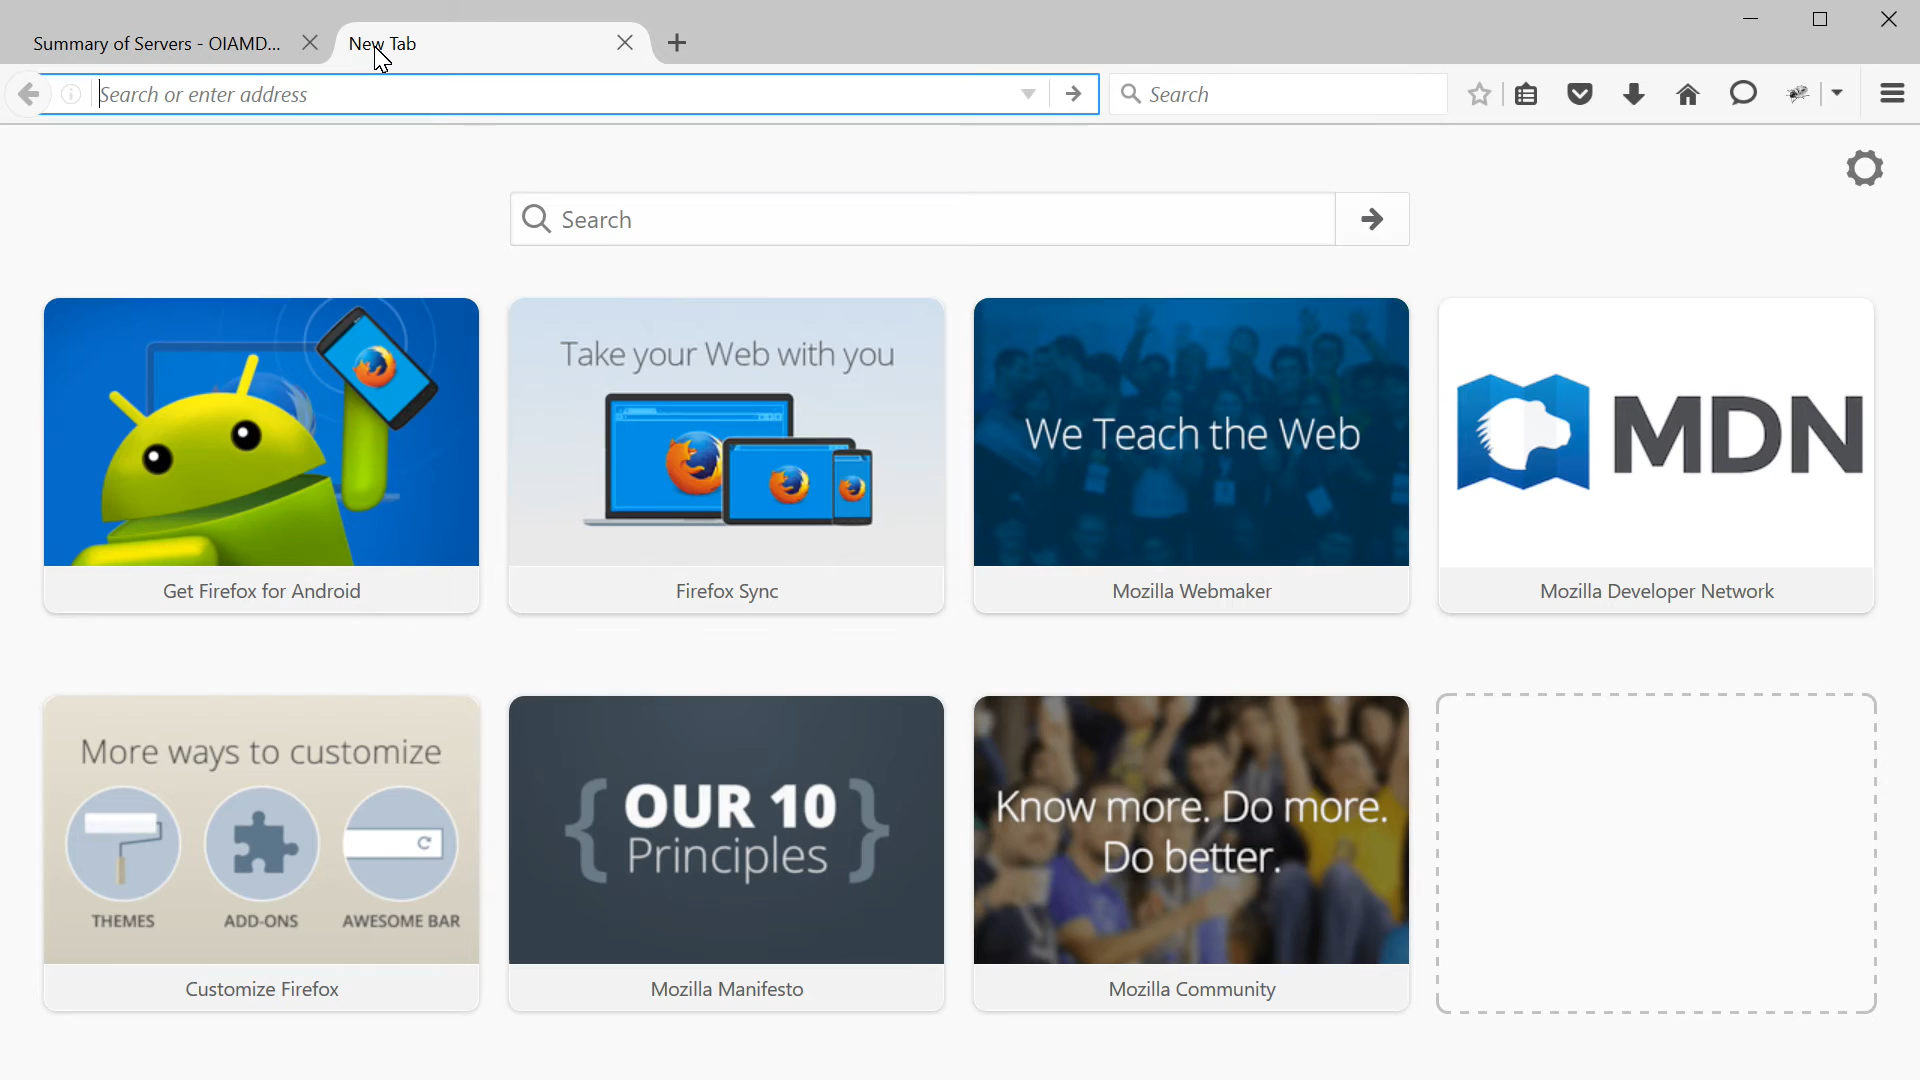 Summary of Servers - OIAMD...
New Tab
Search or enter address
Search
Search
Take your Web with you
We Teach the Web
MDN
Get Firefox for Android
Firefox Sync
Mozilla Webmaker
Mozilla Developer Network
More ways to customize
THEMES
ADD-ONS
AWESOME BAR
{ OUR 10
Principles }
Know more. Do more.
Do better.
Customize Firefox
Mozilla Manifesto
Mozilla Community